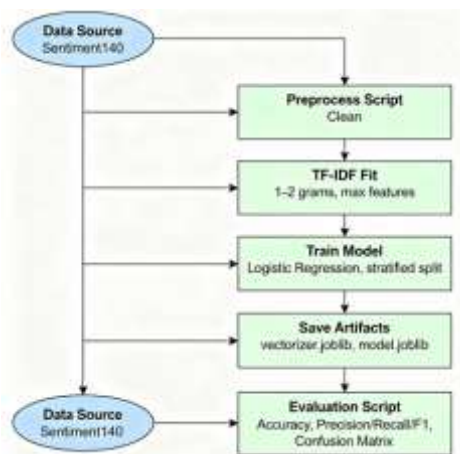 Data Source
Sentiment140
Preprocess Script
Clean
TF-IDF Fit
1–2 grams, max features
Train Model
Logistic Regression, stratified split
Save Artifacts
vectorizer.joblib, model.joblib
Data Source
Sentiment140
Evaluation Script
Accuracy, Precision/Recall/F1,
Confusion Matrix